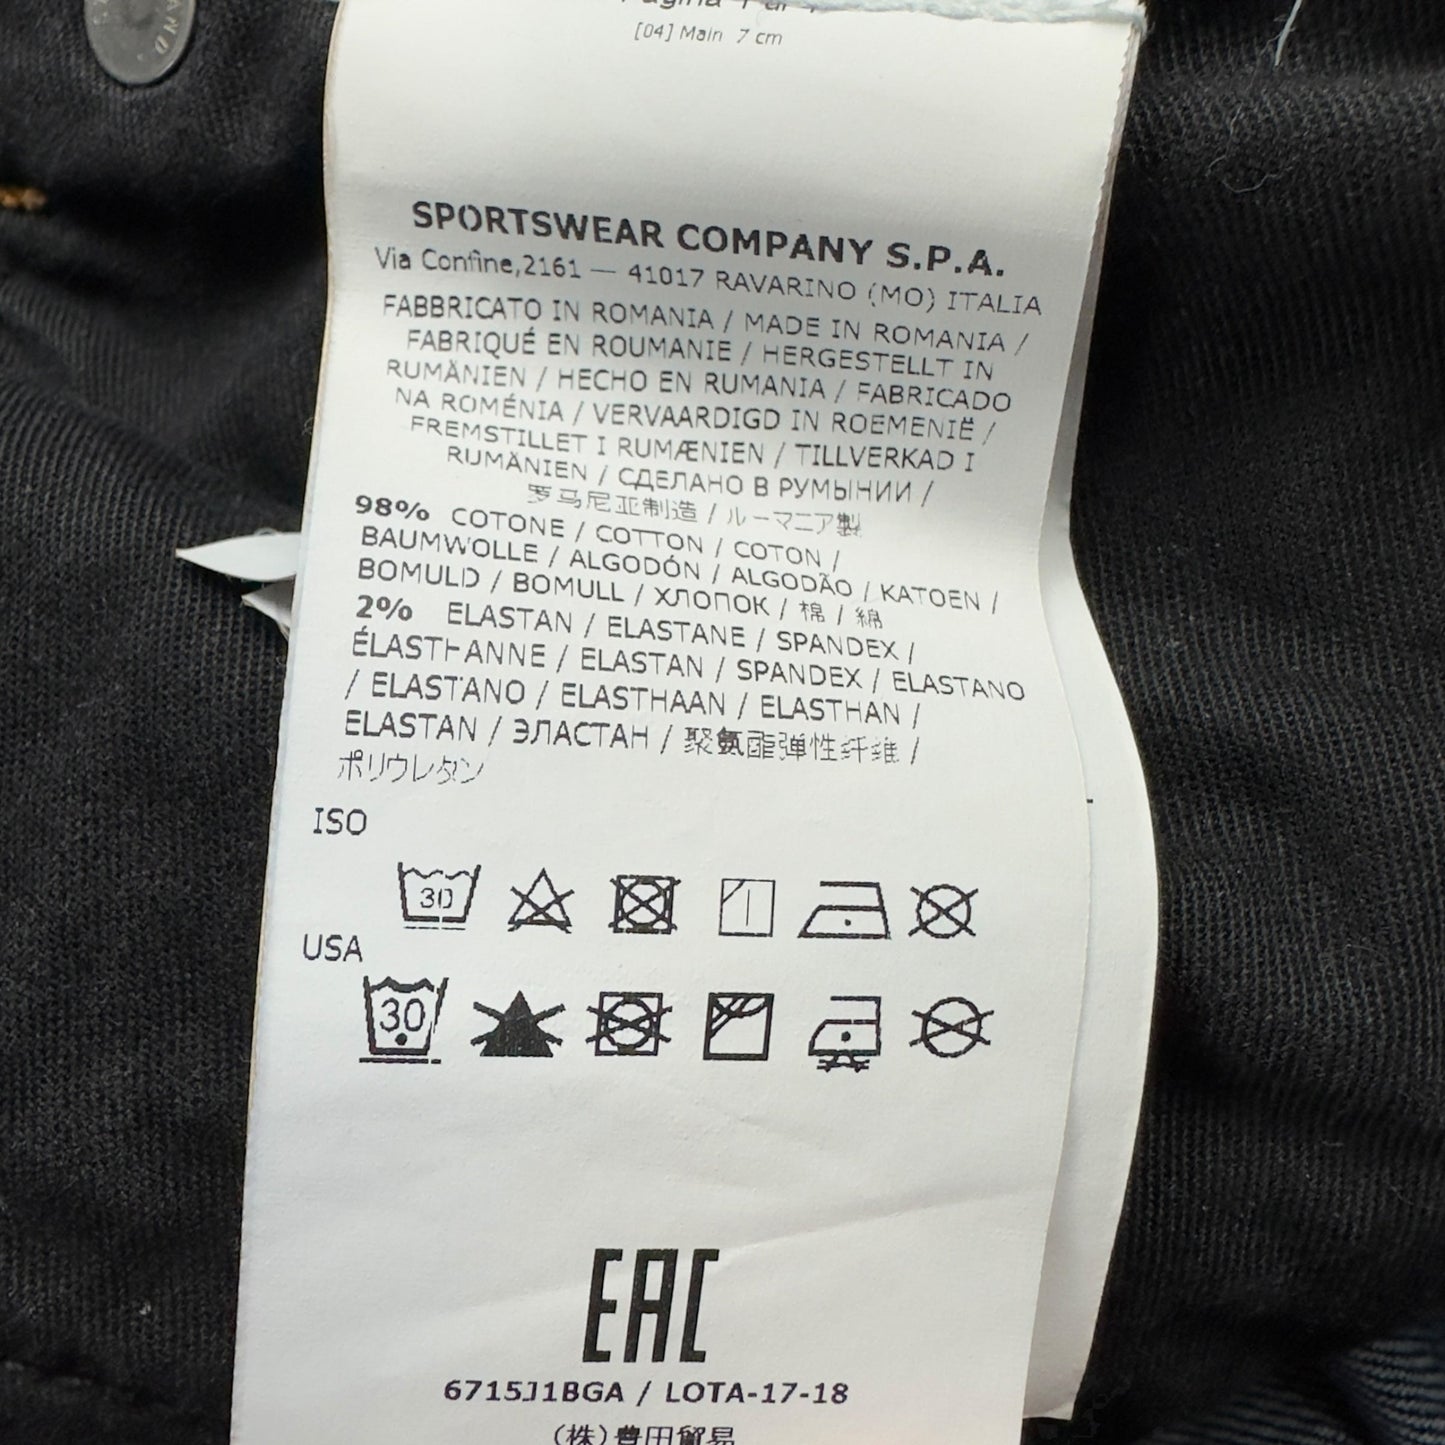 [04] Main 7 cm
SPORTSWEAR COMPANY S.P.A.
Via Confine,2161 — 41017 RAVARINO (MO) ITALIA
FABBRICATO IN ROMANIA / MADE IN ROMANIA /
FABRIQUÉ EN ROUMANIE / HERGESTELLT IN
RUMÄNIEN / HECHO EN RUMANIA / FABRICADO
NA ROMÉNIA / VERVAARDIGD IN ROEMENIË /
FREMSTILLET I RUMÆNIEN / TILLVERKAD I
RUMÄNIEN / СДЕЛАНО В РУМЫНИИ /
罗马尼亚制造 / ルーマニア製
98% COTONE / COTTON / COTON /
BAUMWOLLE / ALGODÓN / ALGODÃO / KATOEN /
BOMULD / BOMULL / ХЛОПОК / 棉 / 綿
2% ELASTAN / ELASTANE / SPANDEX /
ÉLASTHANNE / ELASTAN / SPANDEX / ELASTANO
/ ELASTANO / ELASTHAAN / ELASTHAN /
ELASTAN / ЭЛАСТАН / 聚氨酯弹性纤维 /
ポリウレタン
ISO
30
USA
30
EAC
6715J1BGA / LOTA-17-18
(株)豊田貿易